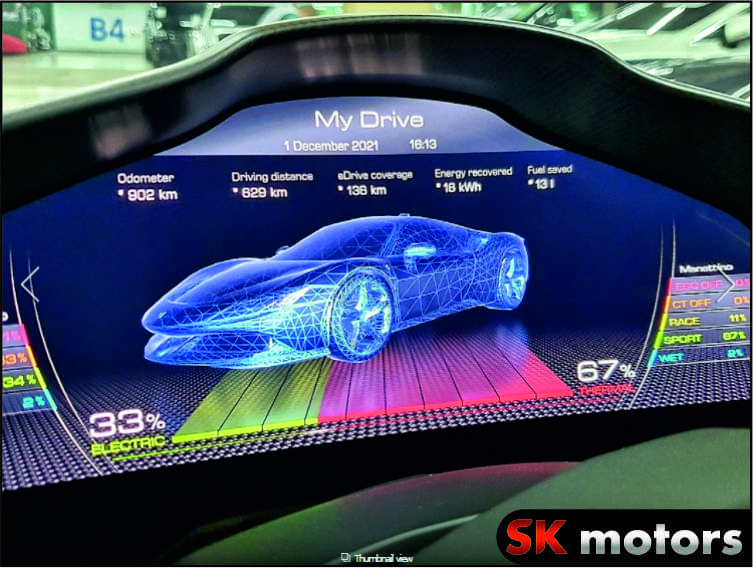 B4
My Drive
1 December 2021 16:13
Odometer Driving distance eDrive coverage Energy recovered Fuel saved
902 km 629 km 136 km 18 kWh 13 l
Manettino
ESC OFF
CT OFF 0%
RACE 11%
SPORT 87%
WET 2%
34%
2%
33%
ELECTRIC
67%
THERMAL
SK motors
Thumbnail view